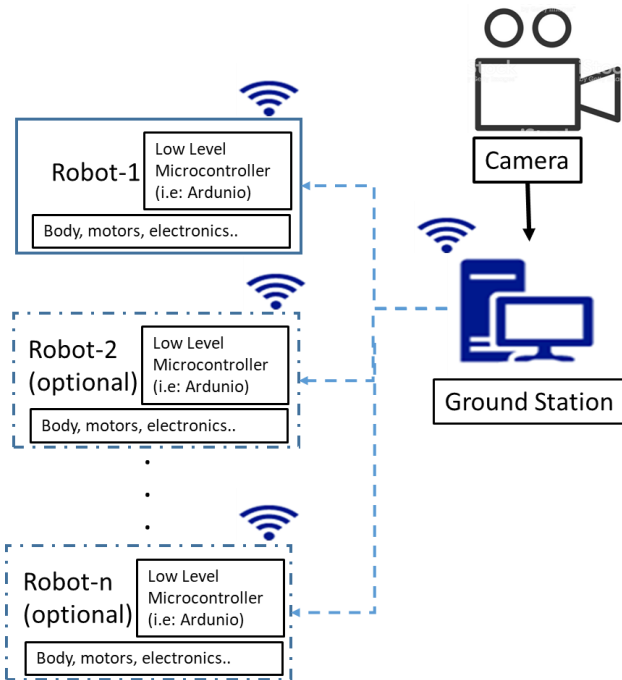 Camera
Ground Station
Robot-1
Low Level
Microcontroller
(i.e: Ardunio)
Body, motors, electronics..
Robot-2
(optional)
Low Level
Microcontroller
(i.e: Ardunio)
Body, motors, electronics..
Robot-n
(optional)
Low Level
Microcontroller
(i.e: Ardunio)
Body, motors, electronics..